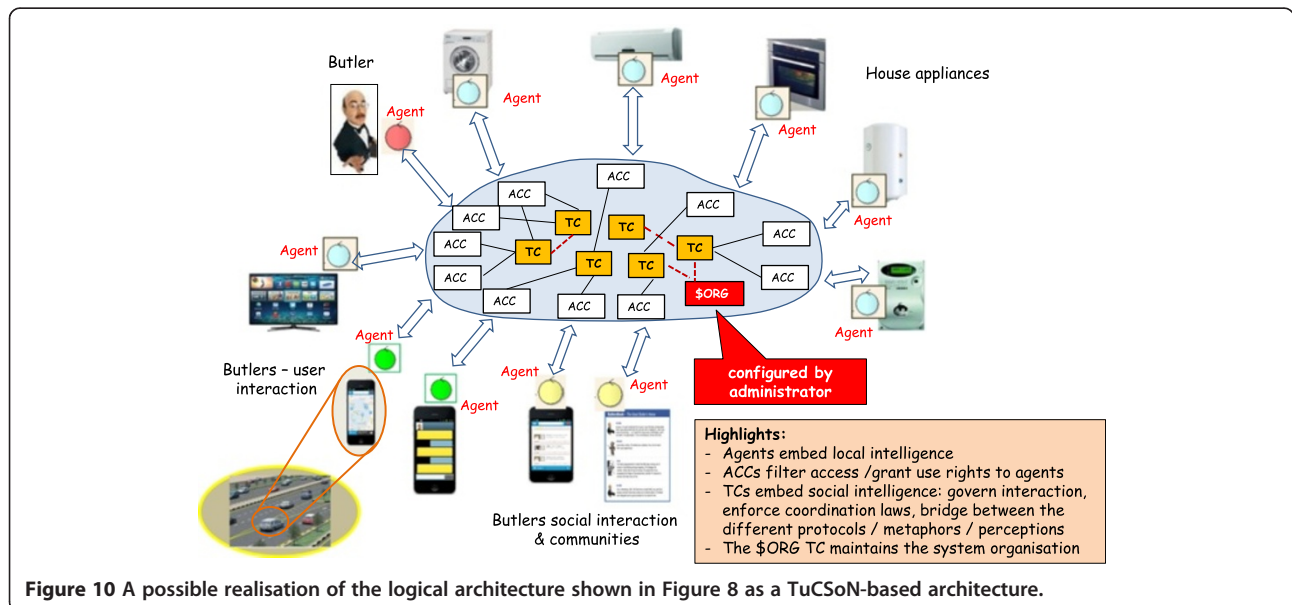 Butler
Agent
Agent
Agent
Agent
House appliances
ACC
ACC
ACC
ACC
TC
TC
ACC
ACC
TC
TC
ACC
Agent
Agent
TC
TC
ACC
ACC
$ORG
ACC
ACC
ACC
Agent
Agent
Butlers – user
interaction
Agent
Agent
Agent
configured by
administrator
Butlers social interaction
& communities
Highlights:
- Agents embed local intelligence
- ACCs filter access /grant use rights to agents
- TCs embed social intelligence: govern interaction,
enforce coordination laws, bridge between the
different protocols / metaphors / perceptions
- The $ORG TC maintains the system organisation
Figure 10 A possible realisation of the logical architecture shown in Figure 8 as a TuCSoN-based architecture.